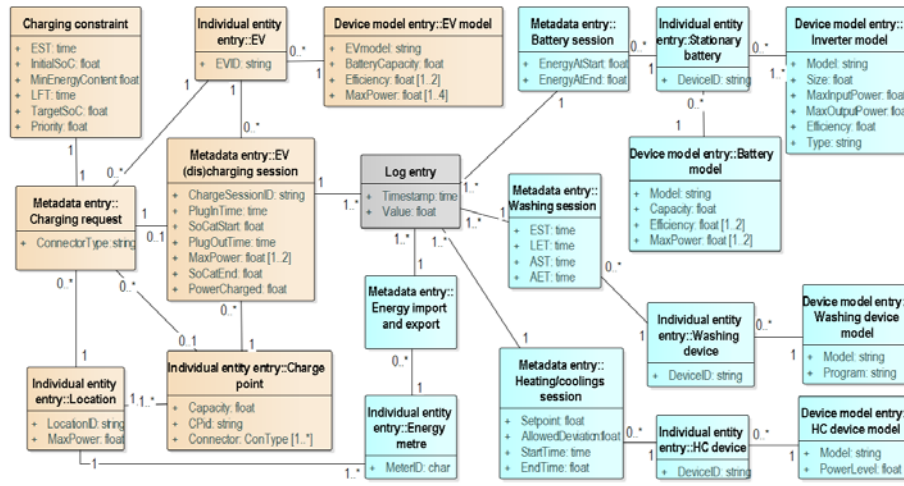 Charging constraint
+ EST: time
+ InitialSoC: float
+ MinEnergyContent float
+ LFT: time
+ TargetSoC: float
+ Priority: float
Individual entity
entry::EV
+ EVID: string
Device model entry::EV model
+ EVmodel: string
+ BatteryCapacity: float
+ Efficiency: float [1..2]
+ MaxPower: float [1..4]
Metadata entry::
Battery session
+ EnergyAtStart: float
+ EnergyAtEnd: float
Individual entity
entry::Stationary
battery
+ DeviceID: string
Device model entry::
Inverter model
+ Model: string
+ Size: float
+ MaxInputPower: float
+ MaxOutputPower: float
+ Efficiency: float
+ Type: string
0..*
1
1
1
0..*
1
0..*
0..*
1..*
1
0..*
1
1
0..*
Metadata entry::
Charging request
+ ConnectorType: string
Metadata entry::EV
(dis)charging session
+ ChargeSessionID: string
+ PlugInTime: time
+ SoCatStart: float
+ PlugOutTime: time
+ MaxPower: float [1..2]
+ SoCatEnd: float
+ PowerCharged: float
Log entry
+ Timestamp: time
+ Value: float
Metadata entry::
Washing session
+ EST: time
+ LET: time
+ AST: time
+ AET: time
Device model entry::Battery
model
+ Model: string
+ Capacity: float
+ Efficiency: float [1..2]
+ MaxPower: float [1..2]
1
0..1
1
1..*
1..*
1..*
1
1..*
1..*
0..*
0..*
0..*
1
0..*
0..1
1
1
Metadata entry::
Energy import
and export
0..*
1
Individual entity
entry::Location
+ LocationID: string
+ MaxPower: float
1
1..*
Individual entity entry::Charge
point
+ Capacity: float
+ CPid: string
+ Connector: ConType [1..*]
Individual entity
entry::Energy
metre
+ MeterID: char
1
1..*
1
Metadata entry::
Heating/coolings
session
+ Setpoint: float
+ AllowedDeviation float
+ StartTime: time
+ EndTime: float
1
Individual entity
entry::Washing
device
+ DeviceID: string
0..*
1
Device model entry::
Washing device
model
+ Model: string
+ Program: string
0..*
1
Individual entity
entry::HC device
+ DeviceID: string
0..*
1
Device model entry::
HC device model
+ Model: string
+ PowerLevel: float